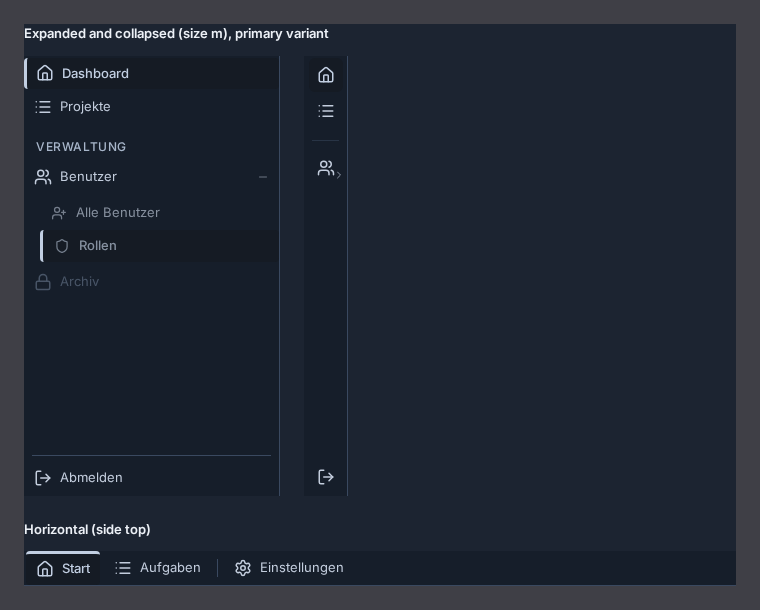 Expanded and collapsed (size m), primary variant
Dashboard
Projekte
VERWALTUNG
Benutzer
Alle Benutzer
Rollen
Archiv
Abmelden
Horizontal (side top)
Start
Aufgaben
Einstellungen